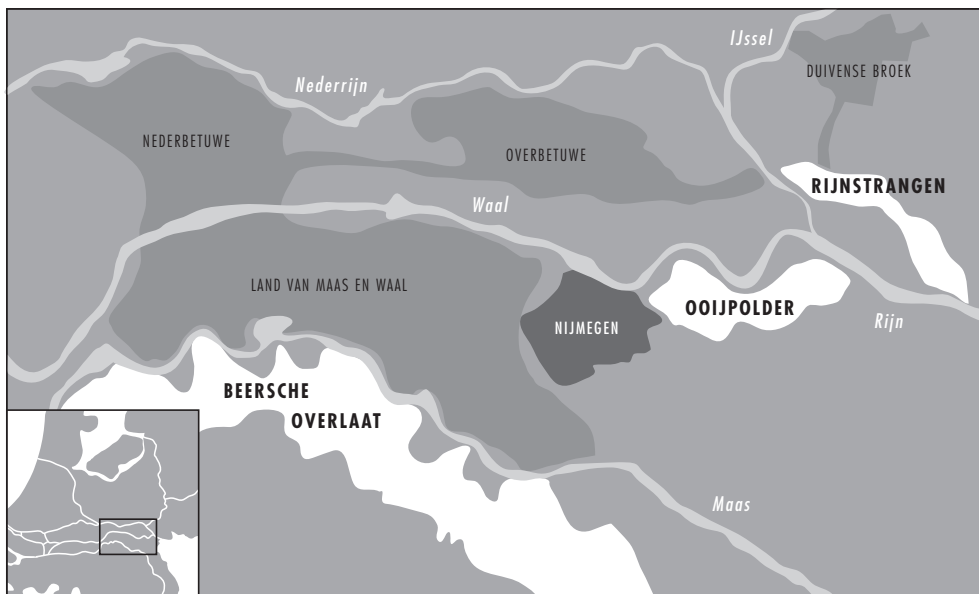 IJssel
DUIVENSE BROEK
Nederrijn
NEDERBETUWE
OVERBETUWE
RIJNSTRANGEN
Waal
LAND VAN MAAS EN WAAL
OOIJPOLDER
NIJMEGEN
Rijn
BEERSCHE
OVERLAAT
Maas